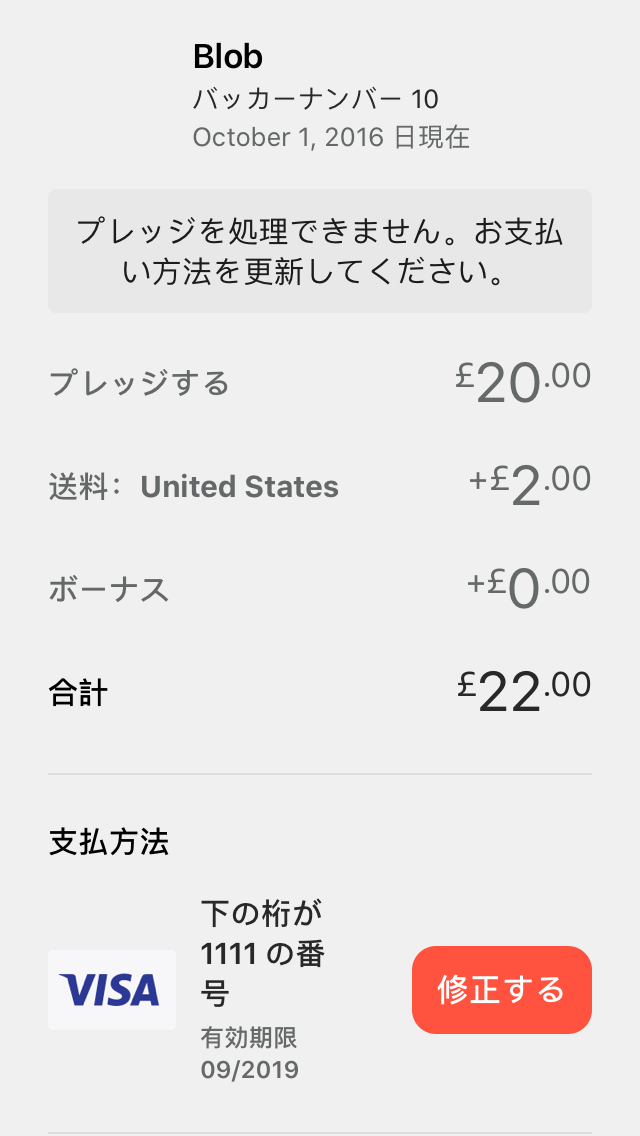 Blob
バッカーナンバー 10
October 1, 2016 日現在
プレッジを処理できません。お支払
い方法を更新してください。
プレッジする £20.00
送料： United States +£2.00
ボーナス +£0.00
合計 £22.00
支払方法
下の桁が
1111 の番
号
VISA
修正する
有効期限
09/2019